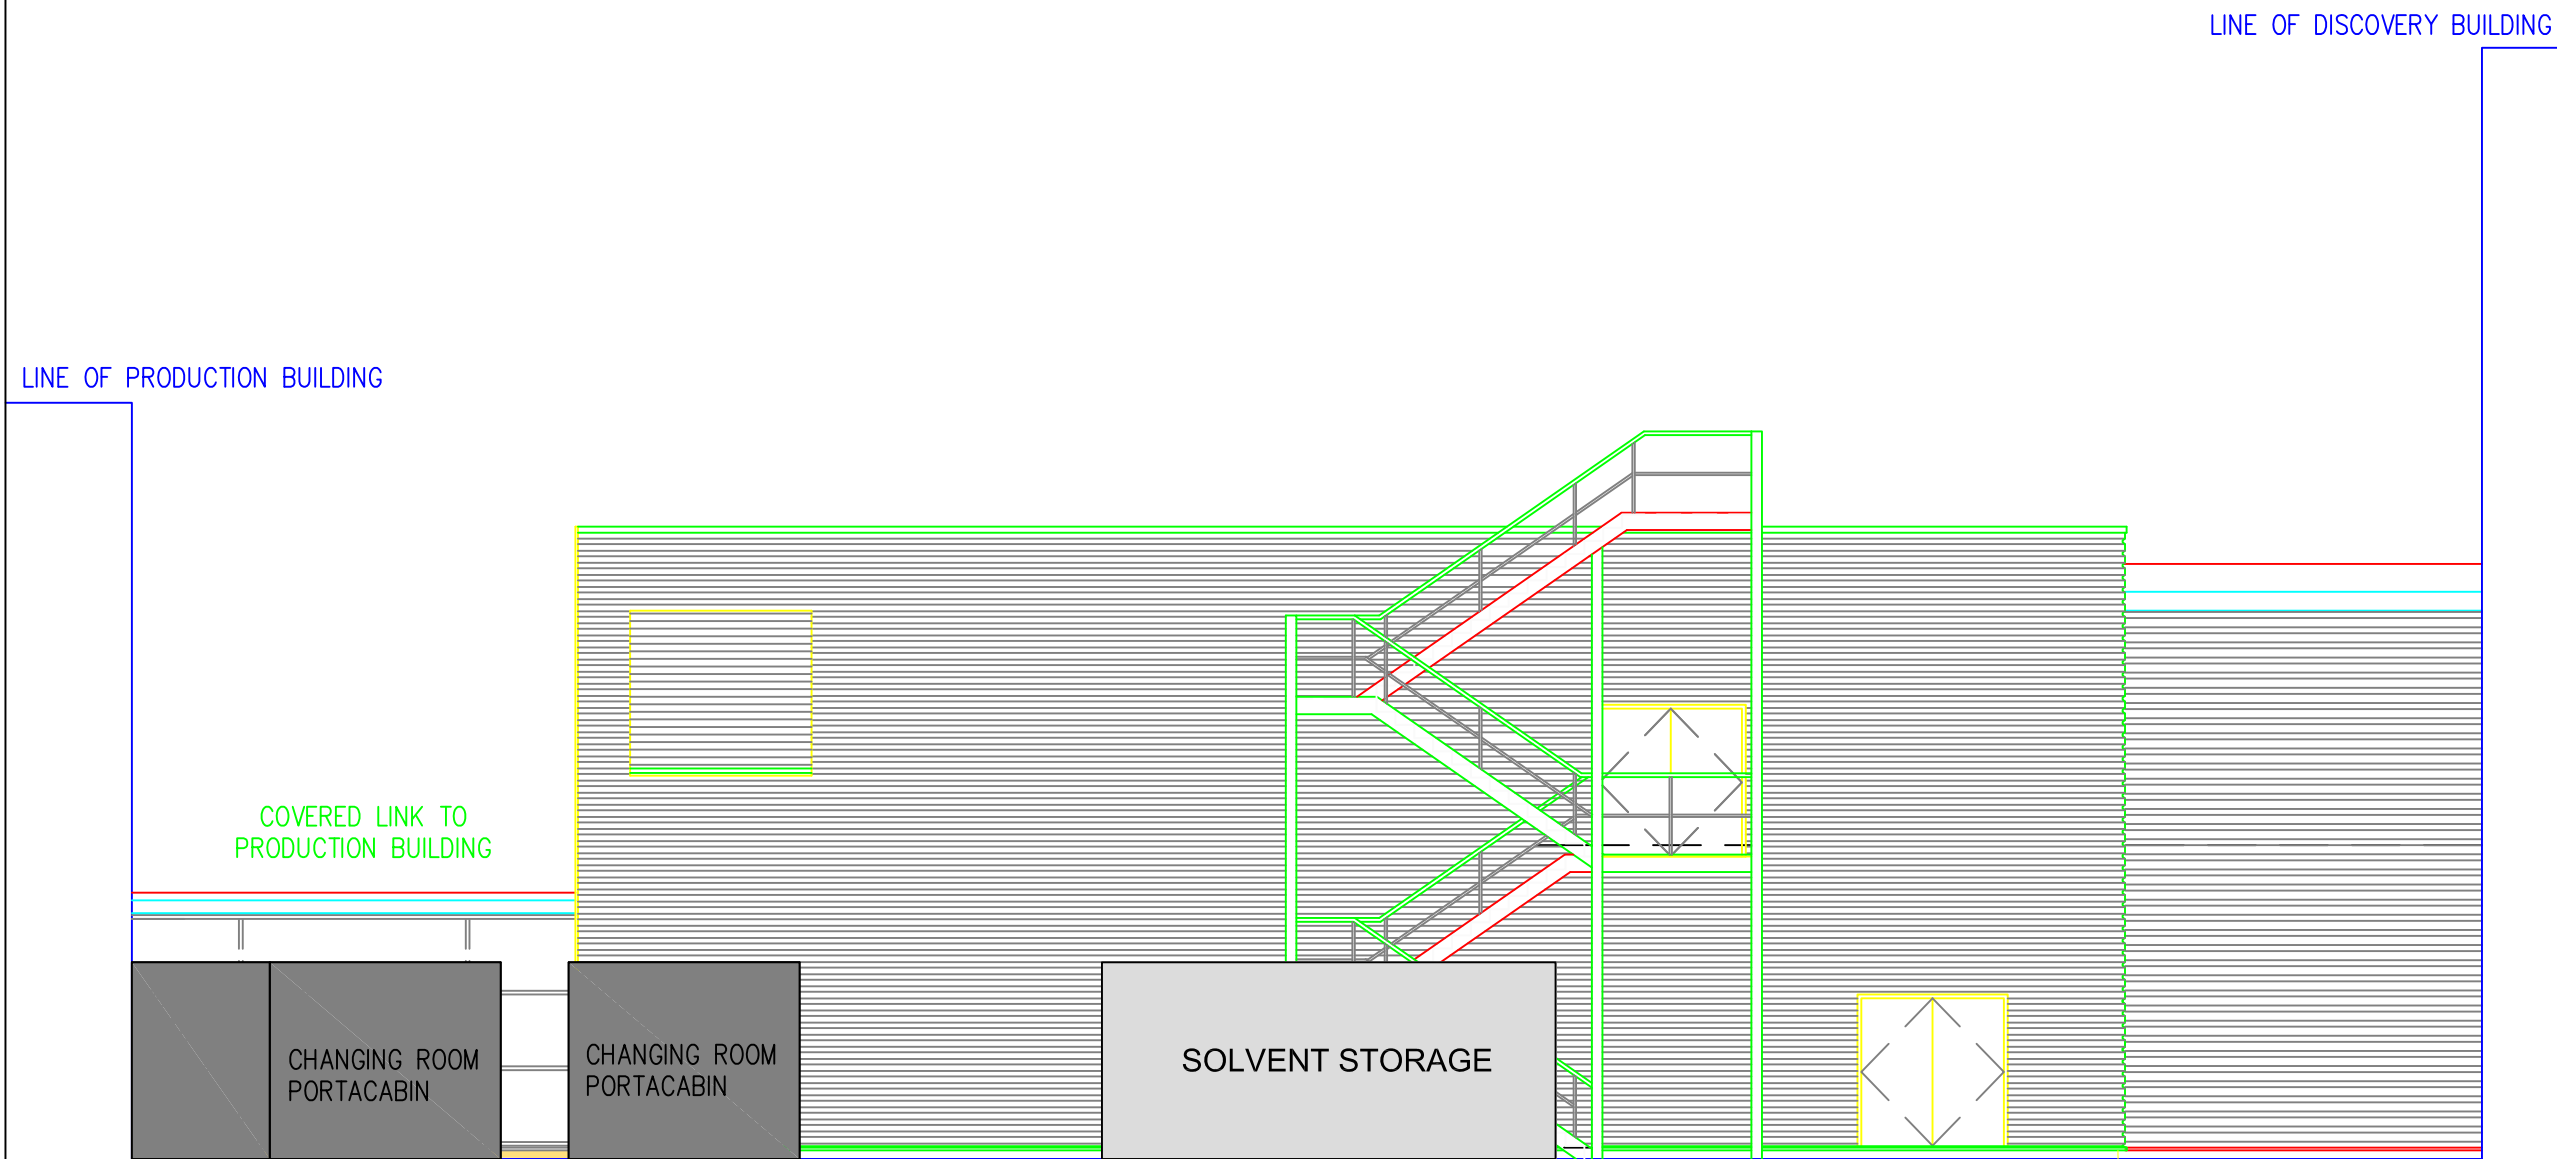 LINE OF DISCOVERY BUILDING
LINE OF PRODUCTION BUILDING
COVERED LINK TO
PRODUCTION BUILDING
CHANGING ROOM
PORTACABIN
CHANGING ROOM
PORTACABIN
SOLVENT STORAGE